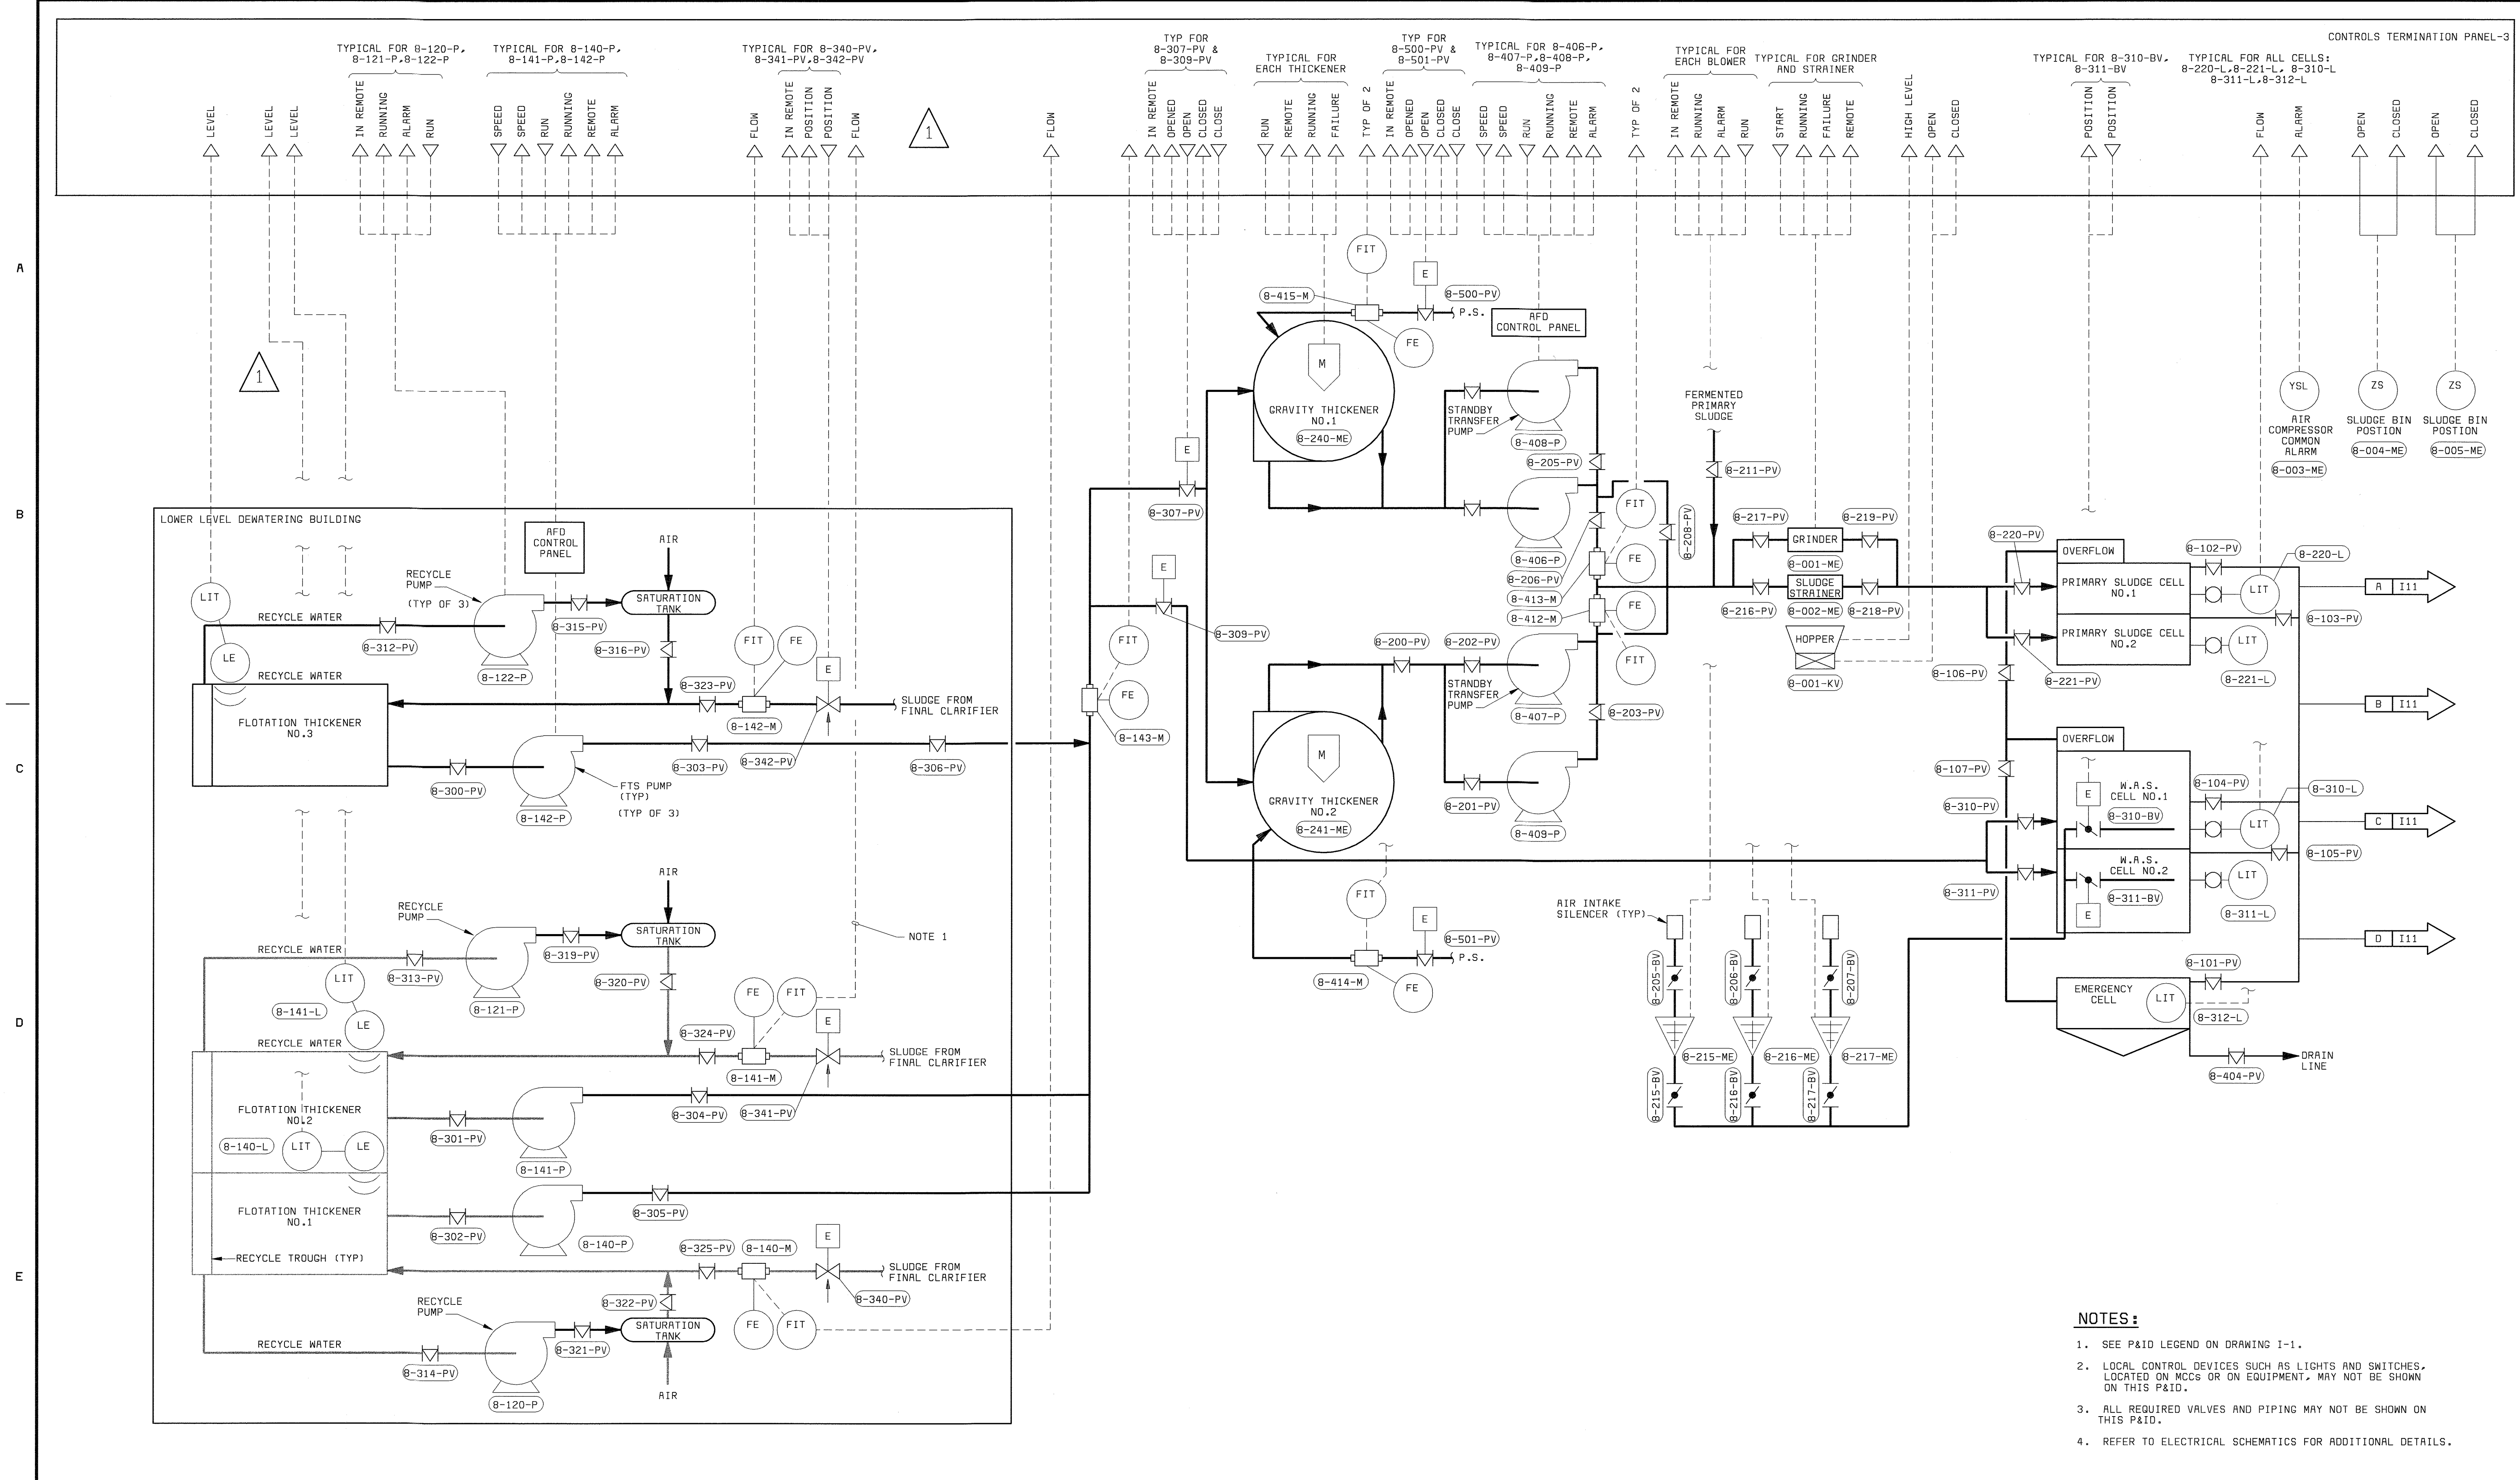 CONTROLS TERMINATION PANEL-3
TYPICAL FOR 8-120-P,
8-121-P,8-122-P
TYPICAL FOR 8-140-P,
8-141-P,8-142-P
TYPICAL FOR 8-340-PV,
8-341-PV,8-342-PV
TYP FOR
8-307-PV &
8-309-PV
TYPICAL FOR
EACH THICKENER
TYP FOR
8-500-PV &
8-501-PV
TYPICAL FOR 8-406-P,
8-407-P,8-408-P,
8-409-P
TYPICAL FOR
EACH BLOWER
TYPICAL FOR GRINDER
AND STRAINER
TYPICAL FOR 8-310-BV,
8-311-BV
TYPICAL FOR ALL CELLS:
8-220-L,8-221-L, 8-310-L
8-311-L,8-312-L
LEVEL
LEVEL
LEVEL
IN REMOTE
RUNNING
ALARM
RUN
SPEED
SPEED
RUN
RUNNING
REMOTE
ALARM
FLOW
IN REMOTE
POSITION
POSITION
FLOW
1
FLOW
IN REMOTE
OPENED
OPEN
CLOSED
CLOSE
RUN
REMOTE
RUNNING
FAILURE
TYP OF 2
IN REMOTE
OPENED
OPEN
CLOSED
CLOSE
SPEED
SPEED
RUN
RUNNING
REMOTE
ALARM
TYP OF 2
IN REMOTE
RUNNING
ALARM
RUN
START
RUNNING
FAILURE
REMOTE
HIGH LEVEL
OPEN
CLOSED
POSITION
POSITION
FLOW
ALARM
OPEN
CLOSED
OPEN
CLOSED
A
B
C
D
E
1
FIT
E
8-415-M
8-500-PV
P.S.
FE
AFD
CONTROL PANEL
M
GRAVITY THICKENER
NO.1
8-240-ME
STANDBY
TRANSFER
PUMP
8-408-P
8-205-PV
FERMENTED
PRIMARY
SLUDGE
8-211-PV
YSL
AIR
COMPRESSOR
COMMON
ALARM
8-003-ME
ZS
SLUDGE BIN
POSTION
8-004-ME
ZS
SLUDGE BIN
POSTION
8-005-ME
E
8-307-PV
E
8-309-PV
8-406-P
8-206-PV
FIT
8-208-PV
FE
8-413-M
8-412-M
FE
FIT
8-217-PV
8-219-PV
GRINDER
8-001-ME
SLUDGE
STRAINER
8-216-PV
8-002-ME
8-218-PV
HOPPER
8-001-KV
8-220-PV
OVERFLOW
PRIMARY SLUDGE CELL
NO.1
8-102-PV
8-220-L
LIT
8-103-PV
PRIMARY SLUDGE CELL
NO.2
LIT
8-221-L
8-221-PV
8-106-PV
A I11
B I11
C I11
D I11
LOWER LEVEL DEWATERING BUILDING
AFD
CONTROL
PANEL
AIR
RECYCLE
PUMP
(TYP OF 3)
SATURATION
TANK
LIT
RECYCLE WATER
8-312-PV
8-315-PV
8-316-PV
LE
8-122-P
RECYCLE WATER
FIT
FE
E
8-323-PV
8-142-M
SLUDGE FROM
FINAL CLARIFIER
FLOTATION THICKENER
NO.3
8-300-PV
8-303-PV
8-342-PV
8-306-PV
FTS PUMP
(TYP)
(TYP OF 3)
8-142-P
FIT
FE
8-143-M
8-200-PV
8-202-PV
STANDBY
TRANSFER
PUMP
8-407-P
8-203-PV
M
GRAVITY THICKENER
NO.2
8-241-ME
8-201-PV
8-409-P
OVERFLOW
8-107-PV
E
W.A.S.
CELL NO.1
8-310-BV
8-104-PV
8-310-L
LIT
8-310-PV
8-105-PV
W.A.S.
CELL NO.2
8-311-BV
E
LIT
8-311-L
8-311-PV
AIR
RECYCLE
PUMP
SATURATION
TANK
NOTE 1
RECYCLE WATER
8-313-PV
8-319-PV
8-320-PV
8-121-P
LIT
8-141-L
LE
RECYCLE WATER
FE
FIT
E
8-324-PV
8-141-M
8-341-PV
SLUDGE FROM
FINAL CLARIFIER
FLOTATION THICKENER
NO.2
8-140-L
LIT
LE
8-301-PV
8-304-PV
8-141-P
FLOTATION THICKENER
NO.1
8-302-PV
8-305-PV
8-140-P
RECYCLE TROUGH (TYP)
8-325-PV
8-140-M
E
SLUDGE FROM
FINAL CLARIFIER
8-340-PV
RECYCLE
PUMP
8-322-PV
SATURATION
TANK
FE
FIT
RECYCLE WATER
8-321-PV
8-314-PV
8-120-P
AIR
FIT
E
8-501-PV
P.S.
8-414-M
FE
AIR INTAKE
SILENCER (TYP)
8-205-BV
8-206-BV
8-207-BV
8-215-ME
8-216-ME
8-217-ME
8-215-BV
8-216-BV
8-217-BV
EMERGENCY
CELL
8-101-PV
LIT
8-312-L
8-404-PV
DRAIN
LINE
NOTES:
1. SEE P&ID LEGEND ON DRAWING I-1.
2. LOCAL CONTROL DEVICES SUCH AS LIGHTS AND SWITCHES,
LOCATED ON MCCs OR ON EQUIPMENT, MAY NOT BE SHOWN
ON THIS P&ID.
3. ALL REQUIRED VALVES AND PIPING MAY NOT BE SHOWN ON
THIS P&ID.
4. REFER TO ELECTRICAL SCHEMATICS FOR ADDITIONAL DETAILS.